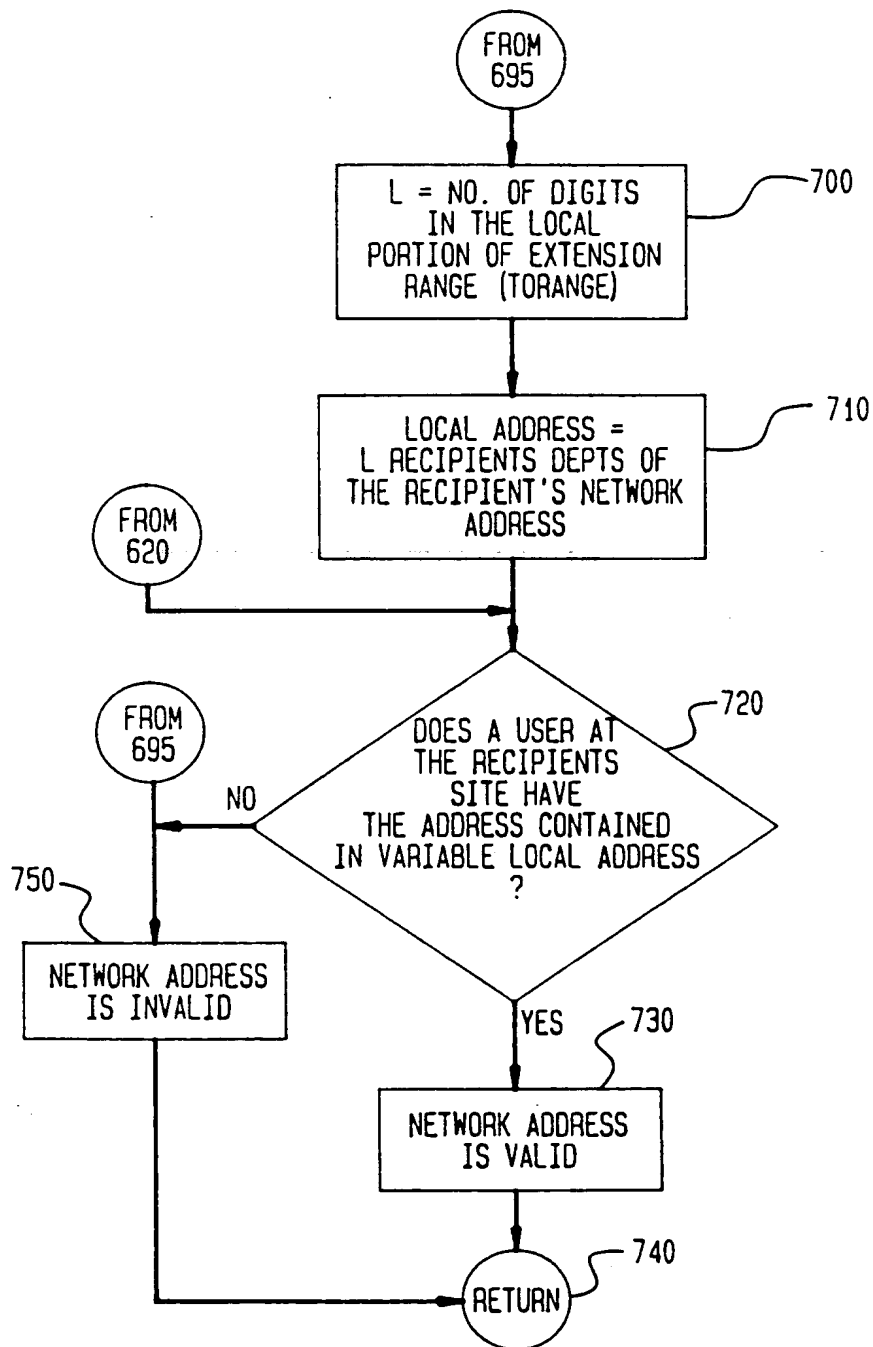 FROM
695
700
L = NO. OF DIGITS
IN THE LOCAL
PORTION OF EXTENSION
RANGE (TORANGE)
710
LOCAL ADDRESS =
L RECIPIENTS DEPTS OF
THE RECIPIENT'S NETWORK
ADDRESS
FROM
620
720
DOES A USER AT
THE RECIPIENTS
SITE HAVE
THE ADDRESS CONTAINED
IN VARIABLE LOCAL ADDRESS
?
FROM
695
NO
750
NETWORK ADDRESS
IS INVALID
YES
730
NETWORK ADDRESS
IS VALID
740
RETURN